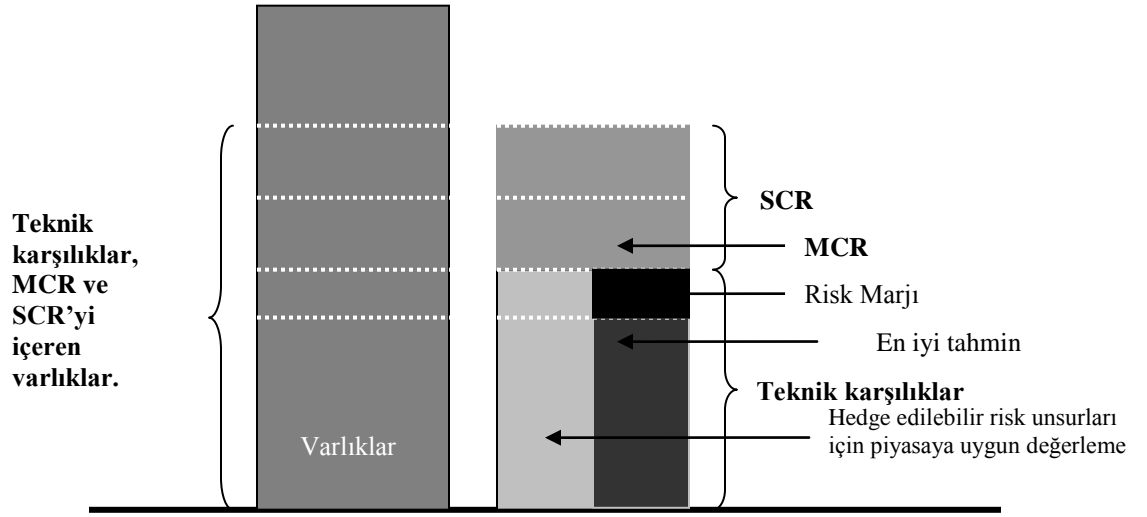 Teknik
karşılıklar,
MCR ve
SCR’yi
içeren
varlıklar.
Varlıklar
SCR
MCR
Risk Marjı
En iyi tahmin
Teknik karşılıklar
Hedge edilebilir risk unsurları
için piyasaya uygun değerleme